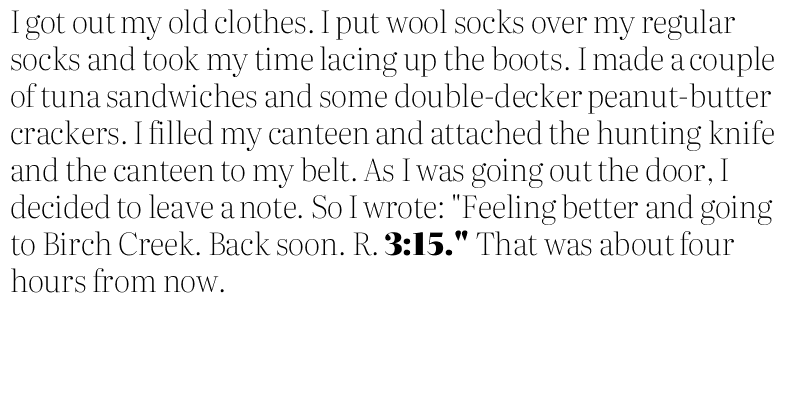 I got out my old clothes. I put wool socks over my regular
socks and took my time lacing up the boots. I made a couple
of tuna sandwiches and some double-decker peanut-butter
crackers. I filled my canteen and attached the hunting knife
and the canteen to my belt. As I was going out the door, I
decided to leave a note. So I wrote: "Feeling better and going
to Birch Creek. Back soon. R. 3:15." That was about four
hours from now.